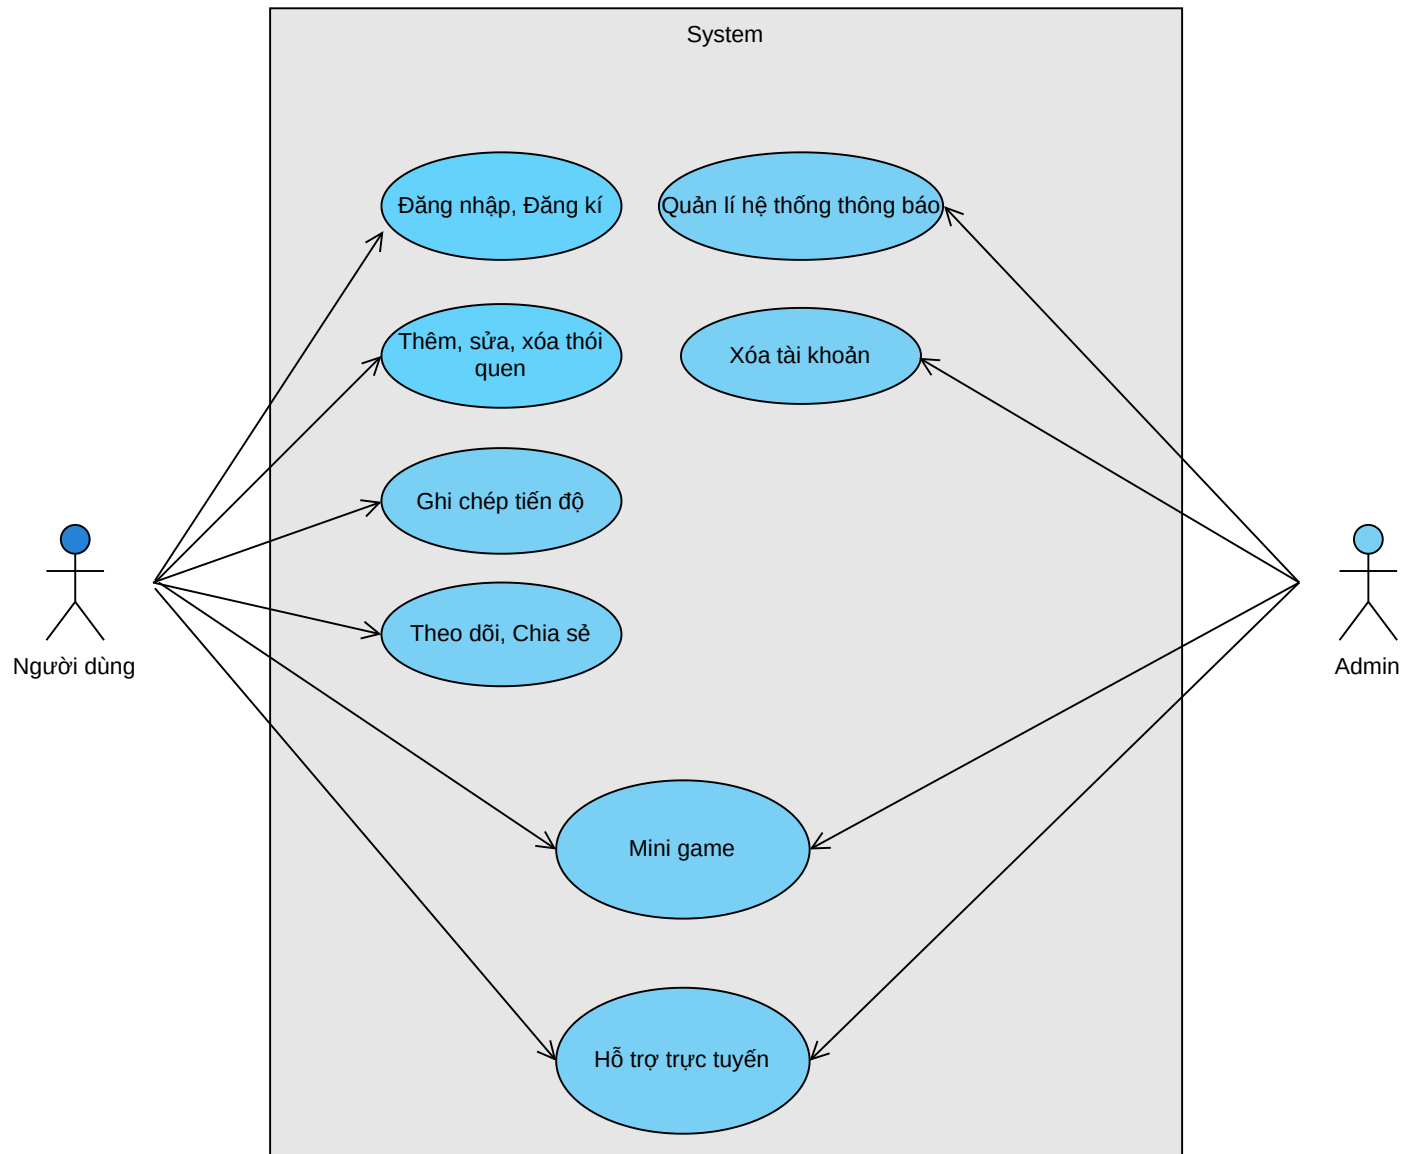 System
Đăng nhập, Đăng kí
Quản lí hệ thống thông báo
Thêm, sửa, xóa thói
quen
Xóa tài khoản
Ghi chép tiến độ
Theo dõi, Chia sẻ
Người dùng
Admin
Mini game
Hỗ trợ trực tuyến